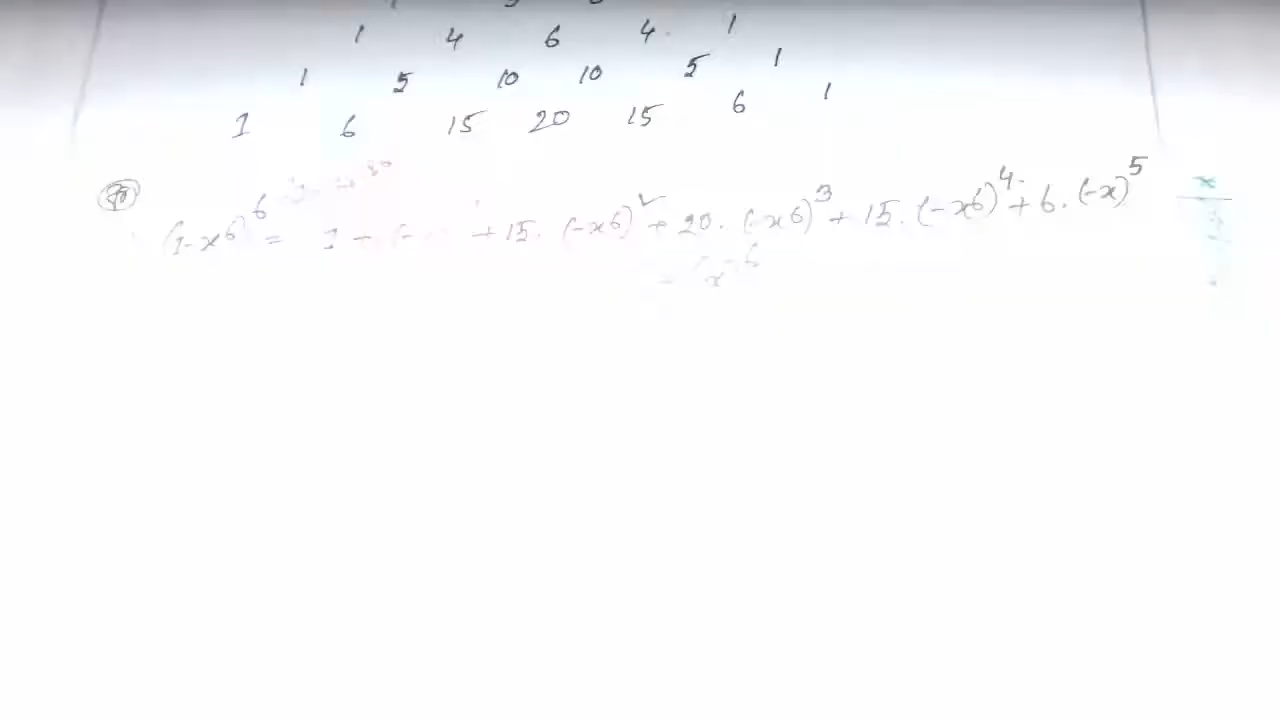 1 4 6 4 1
1 5 10 10 5 1
1 6 15 20 15 6 1
(1-x6)^6 = 1 - + 15. (-x6)^2 + 20. (-x6)^3 + 15. (-x6)^4 + 6. (-x)^5